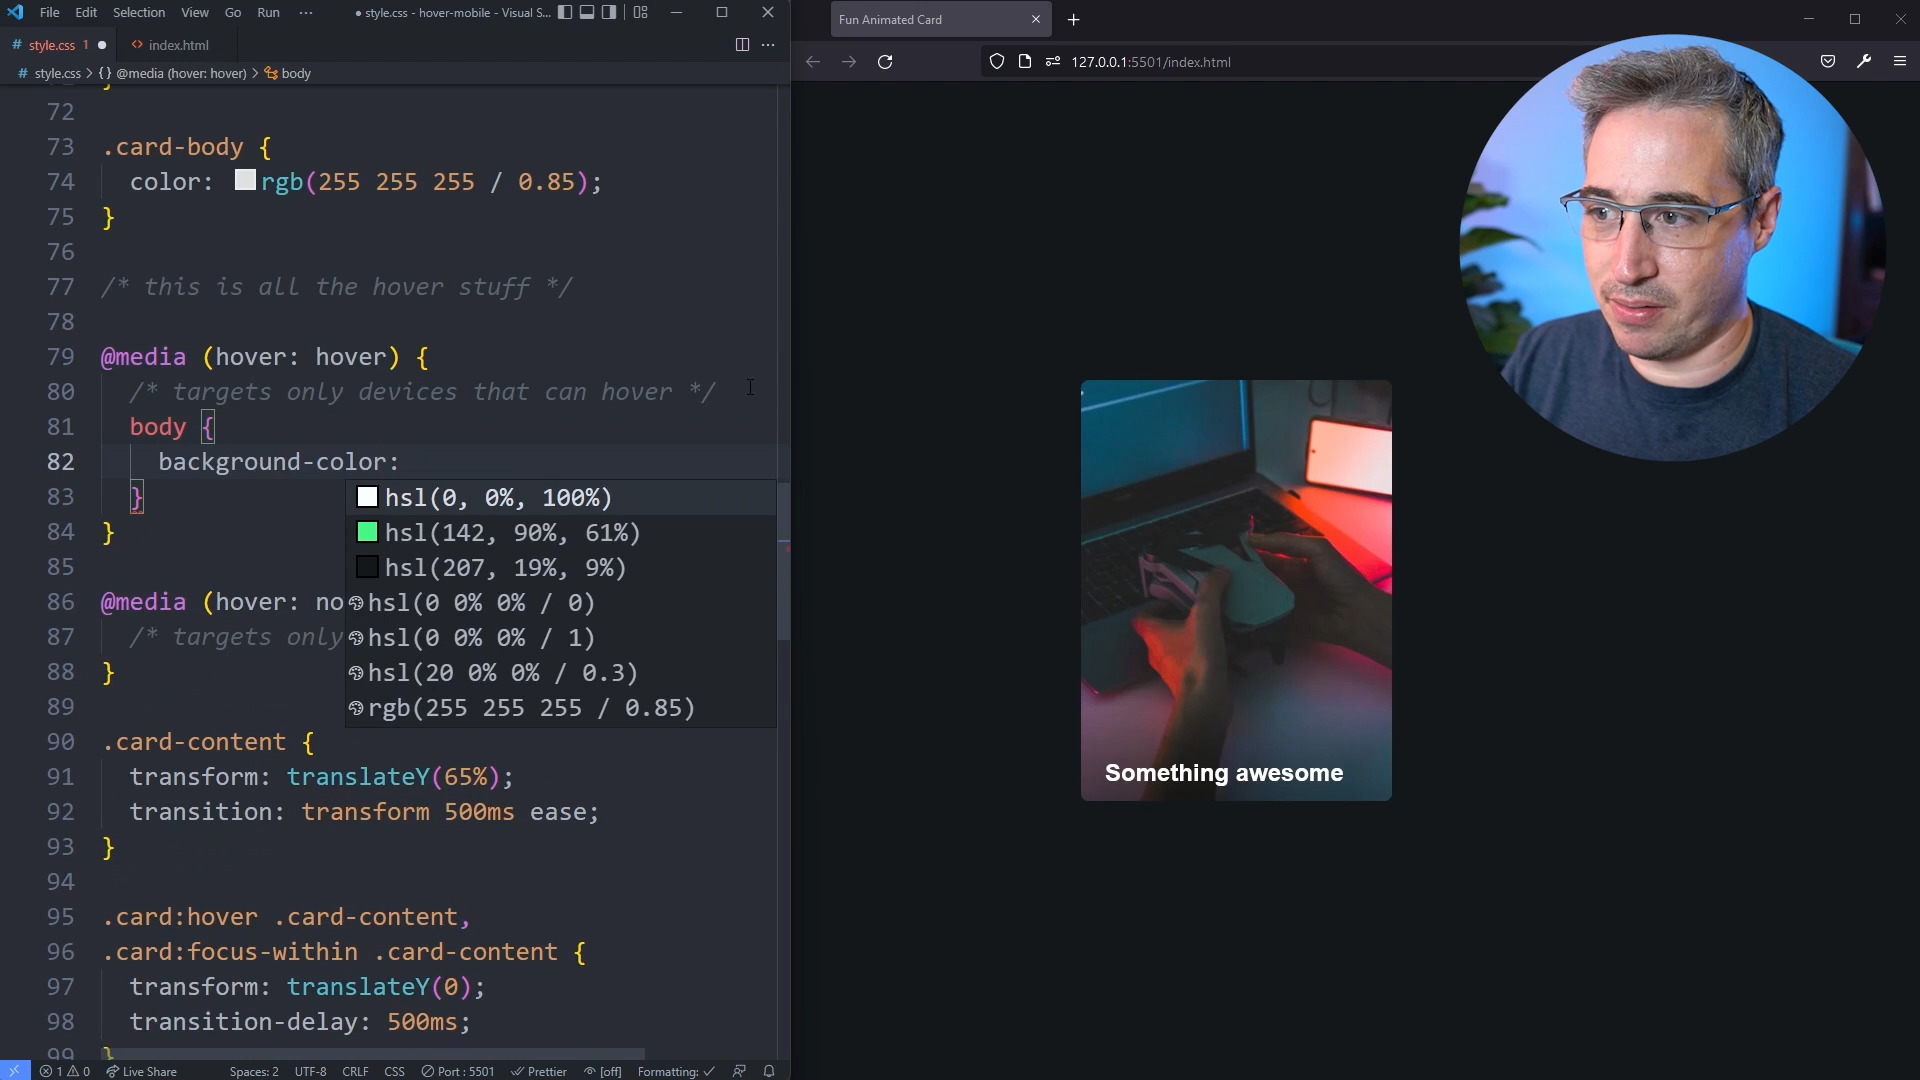 File Edit Selection View Go Run ··· ● style.css - hover-mobile - Visual S...
# style.css 1 ● <> index.html ···
# style.css > {} @media (hover: hover) > body
72
73 .card-body {
74 color: rgb(255 255 255 / 0.85);
75 }
76
77 /* this is all the hover stuff */
78
79 @media (hover: hover) {
80 /* targets only devices that can hover */
81 body {
82 background-color:
83 }
84 }
85
86 @media (hover: no
87 /* targets only
88 }
89
hsl(0, 0%, 100%)
hsl(142, 90%, 61%)
hsl(207, 19%, 9%)
hsl(0 0% 0% / 0)
hsl(0 0% 0% / 1)
hsl(20 0% 0% / 0.3)
rgb(255 255 255 / 0.85)
90 .card-content {
91 transform: translateY(65%);
92 transition: transform 500ms ease;
93 }
94
95 .card:hover .card-content,
96 .card:focus-within .card-content {
97 transform: translateY(0);
98 transition-delay: 500ms;
99 }
1 0 Live Share Spaces: 2 UTF-8 CRLF CSS Port : 5501 Prettier [off] Formatting: ✓
Fun Animated Card
127.0.0.1:5501/index.html
Something awesome